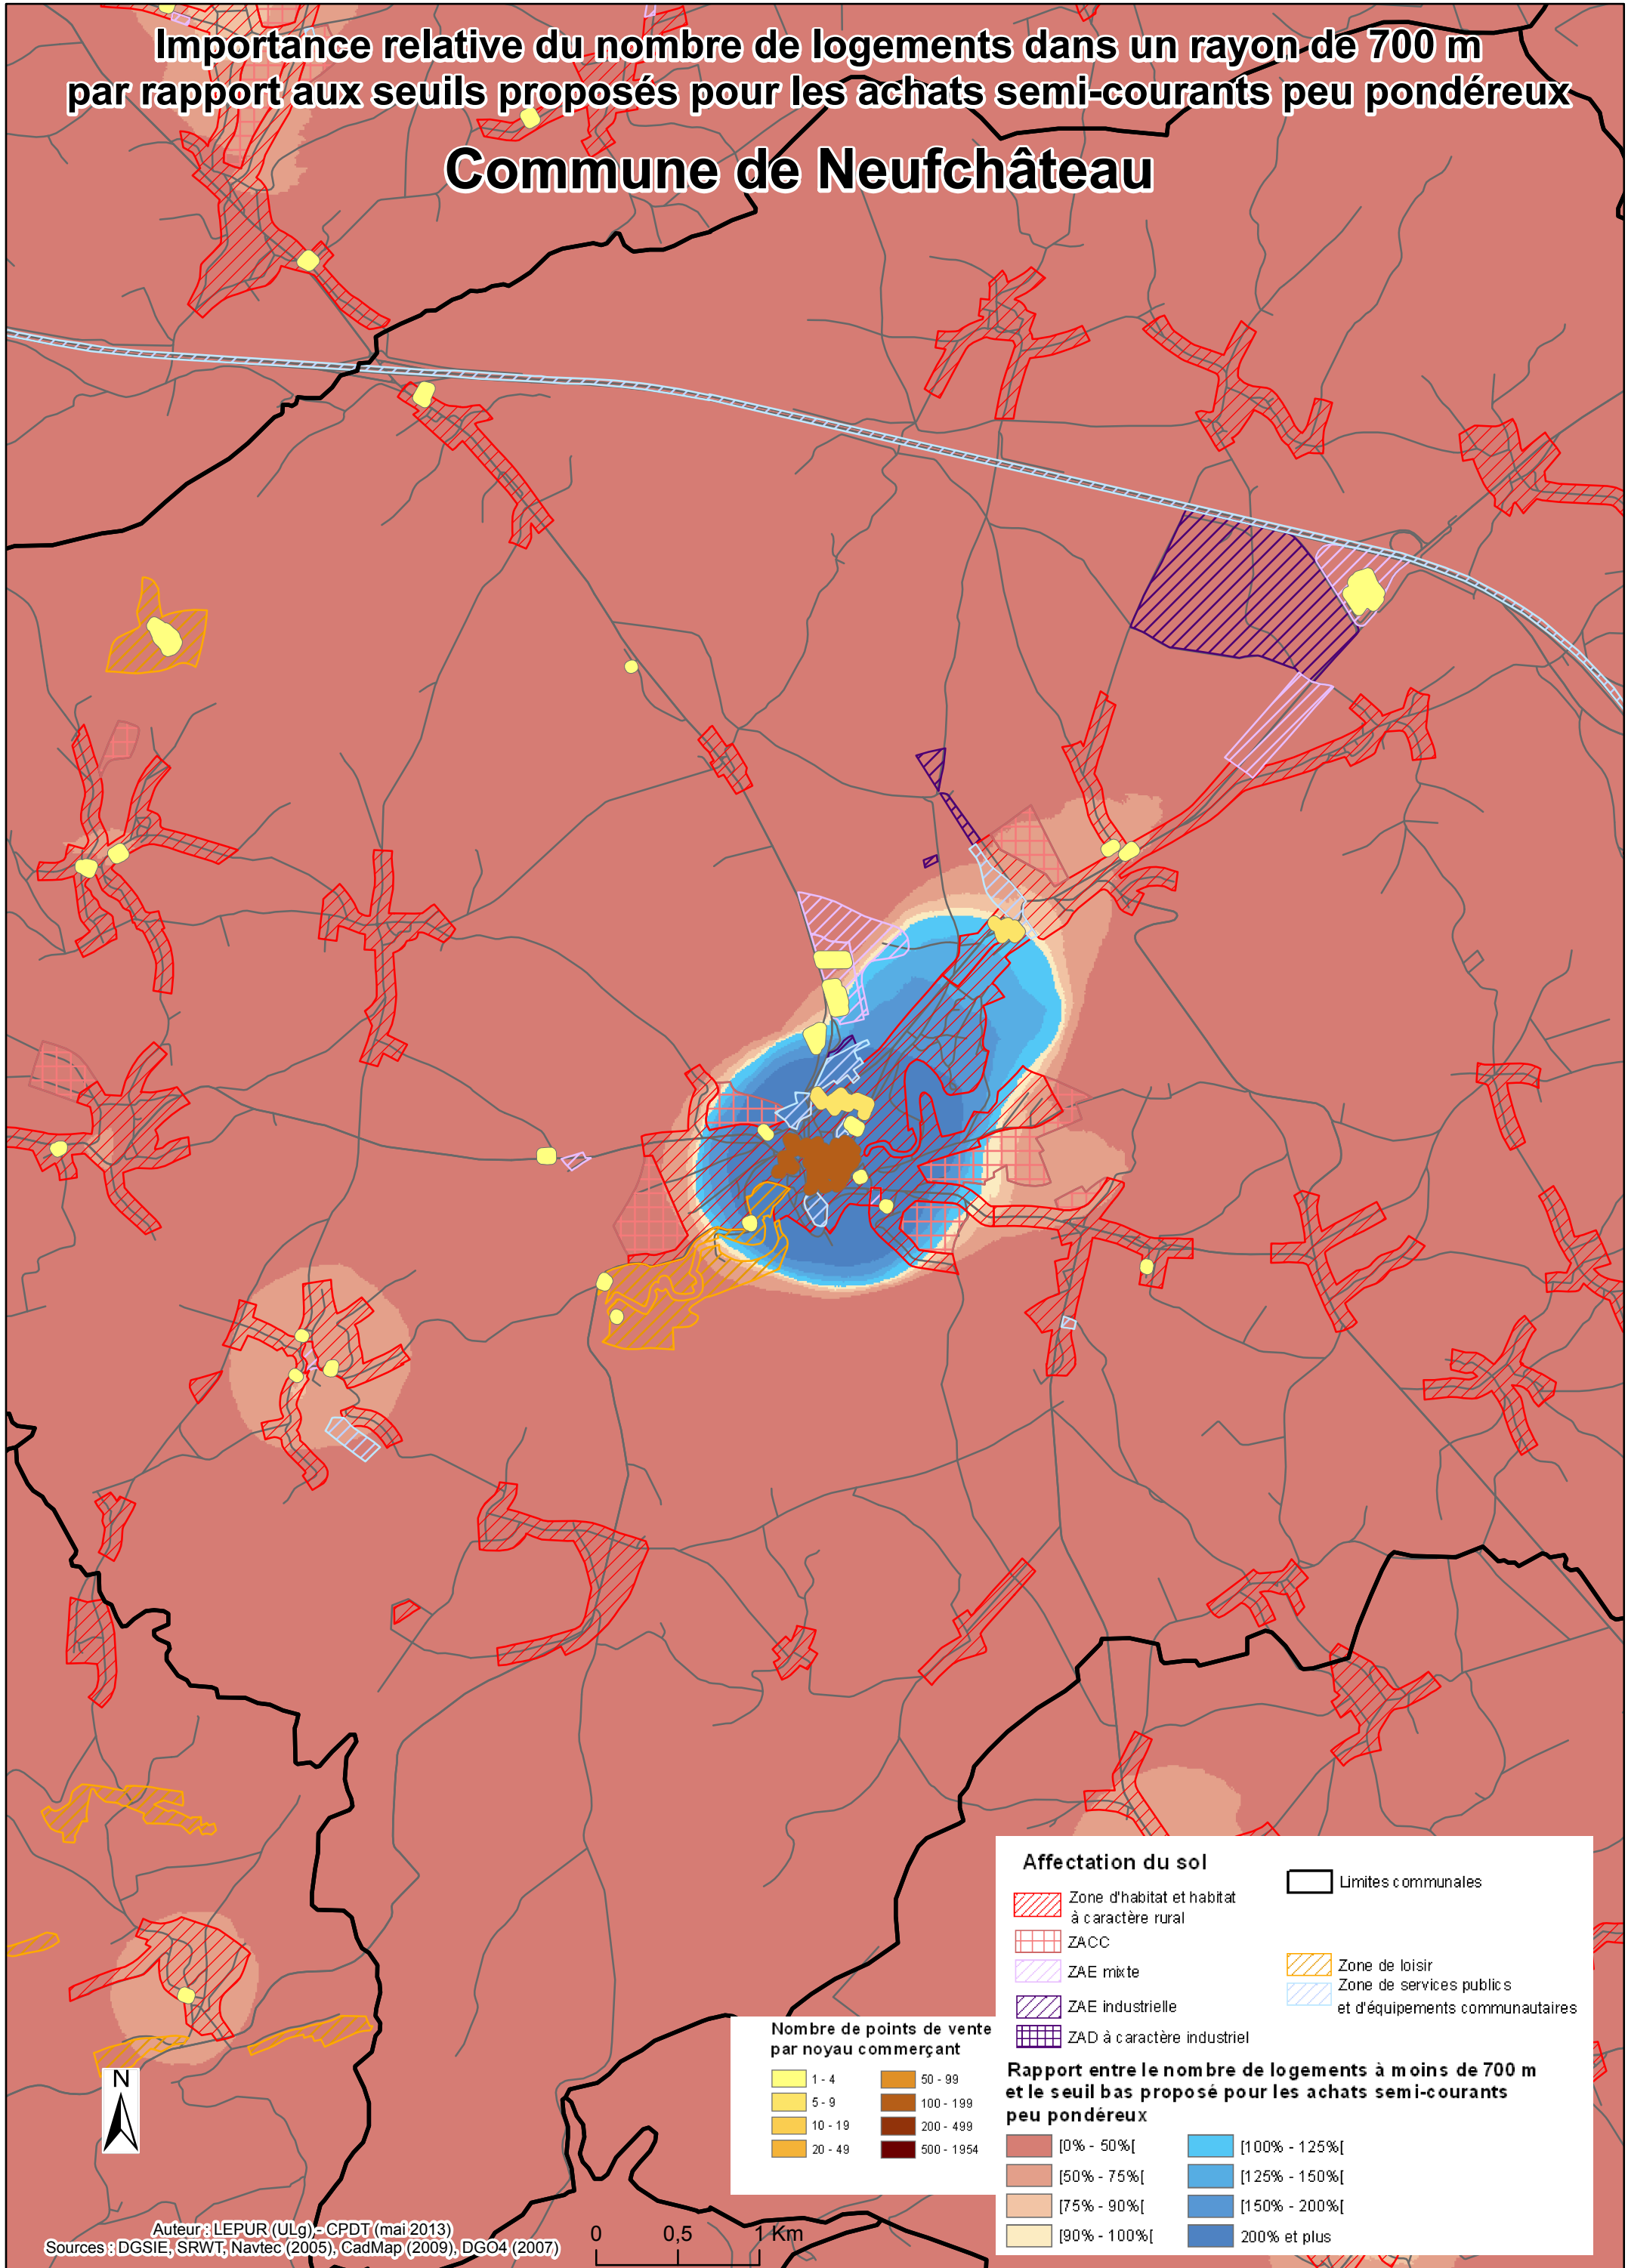 Importance relative du nombre de logements dans un rayon de 700 m
par rapport aux seuils proposés pour les achats semi-courants peu pondéreux
Commune de Neufchâteau
Affectation du sol
Zone d'habitat et habitat
à caractère rural
ZACC
ZAE mixte
ZAE industrielle
ZAD à caractère industriel
Limites communales
Zone de loisir
Zone de services publics
et d'équipements communautaires
Nombre de points de vente
par noyau commerçant
1 - 4
5 - 9
10 - 19
20 - 49
50 - 99
100 - 199
200 - 499
500 - 1954
Rapport entre le nombre de logements à moins de 700 m
et le seuil bas proposé pour les achats semi-courants
peu pondéreux
[0% - 50%[
[50% - 75%[
[75% - 90%[
[90% - 100%[
[100% - 125%[
[125% - 150%[
[150% - 200%[
200% et plus
N
Auteur : LEPUR (ULg) - CPDT (mai 2013)
Sources : DGSIE, SRWT, Navtec (2005), CadMap (2009), DGO4 (2007)
0 0,5 1 Km